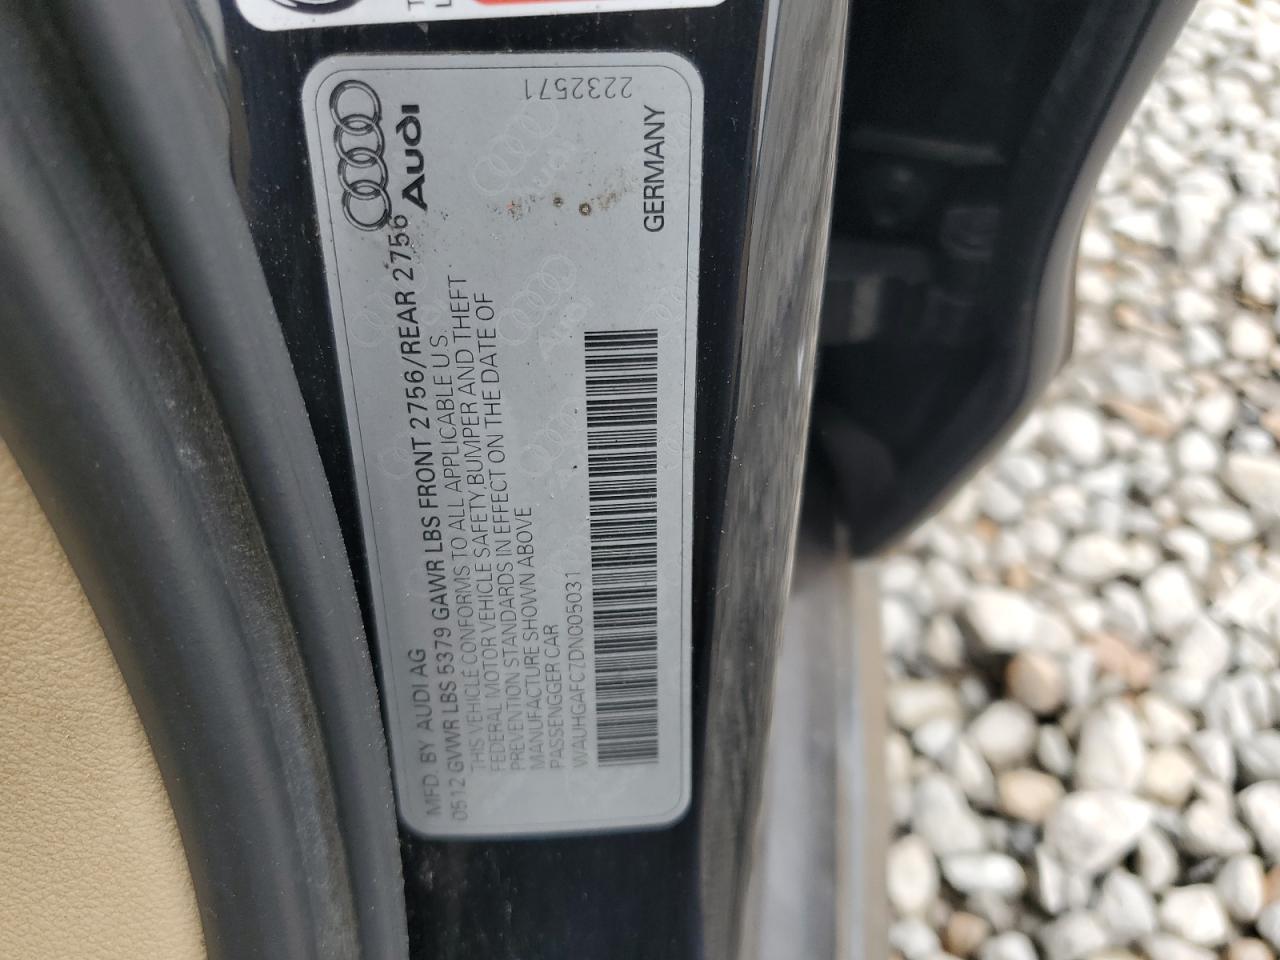 Audi
MFD. BY AUDI AG
0512 GVWR LBS 5379 GAWR LBS FRONT 2756/REAR 2756
THIS VEHICLE CONFORMS TO ALL APPLICABLE U.S.
FEDERAL MOTOR VEHICLE SAFETY, BUMPER AND THEFT
PREVENTION STANDARDS IN EFFECT ON THE DATE OF
MANUFACTURE SHOWN ABOVE
PASSENGGER CAR
WAUHGAFC7DN005031
GERMANY
2232571